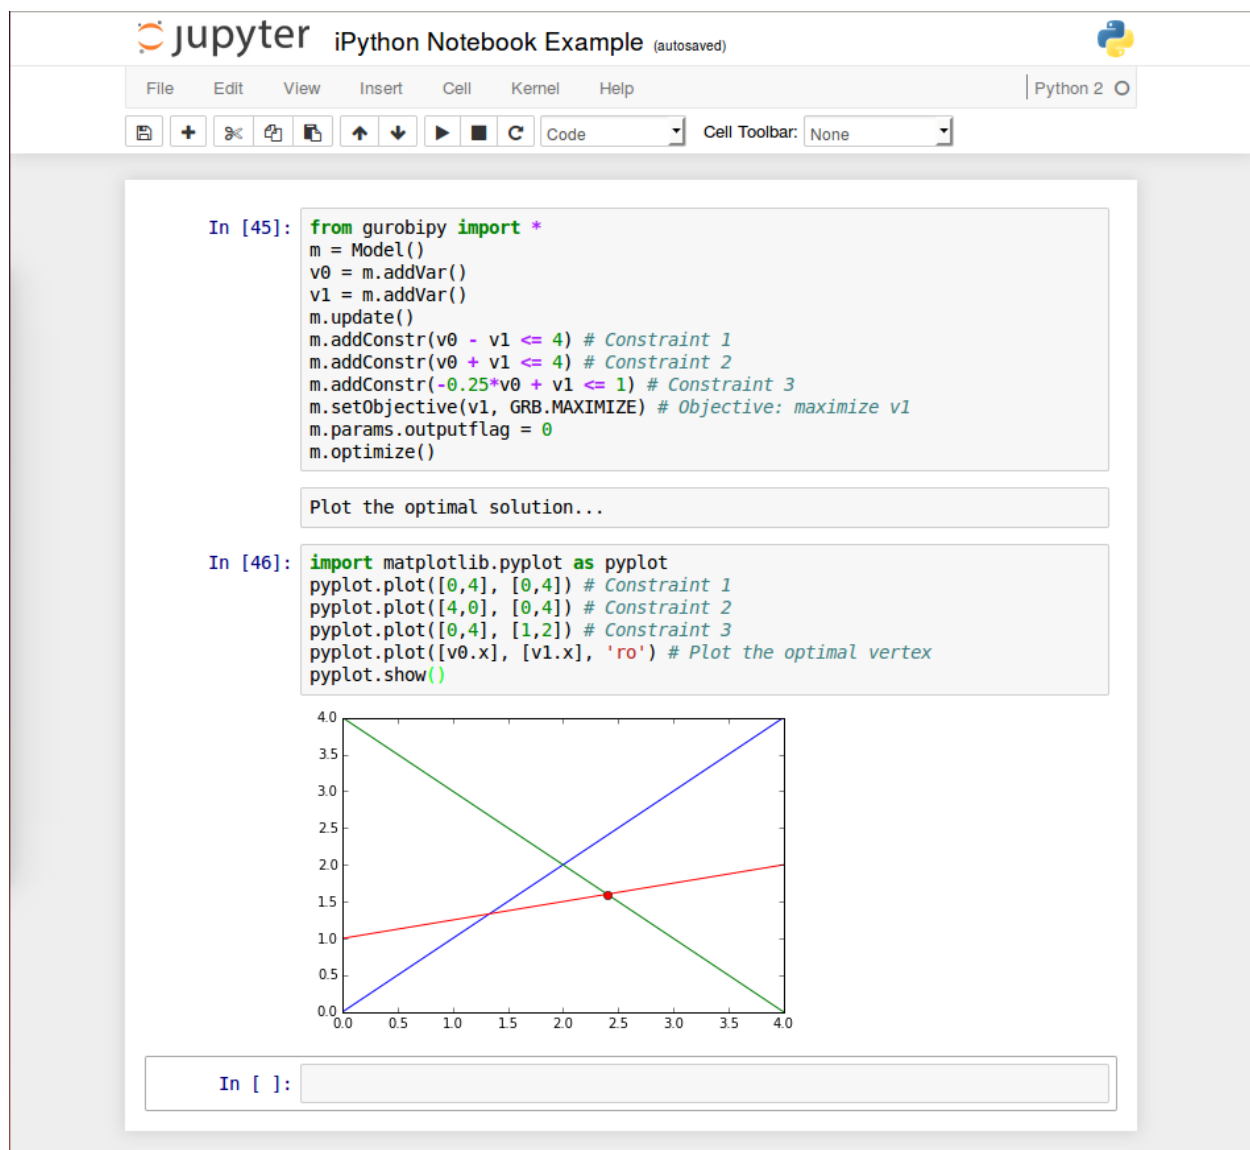 jupyter iPython Notebook Example (autosaved)
File Edit View Insert Cell Kernel Help Python 2
Code Cell Toolbar: None
In [45]: from gurobipy import *
m = Model()
v0 = m.addVar()
v1 = m.addVar()
m.update()
m.addConstr(v0 - v1 <= 4) # Constraint 1
m.addConstr(v0 + v1 <= 4) # Constraint 2
m.addConstr(-0.25*v0 + v1 <= 1) # Constraint 3
m.setObjective(v1, GRB.MAXIMIZE) # Objective: maximize v1
m.params.outputflag = 0
m.optimize()
Plot the optimal solution...
In [46]: import matplotlib.pyplot as pyplot
pyplot.plot([0,4], [0,4]) # Constraint 1
pyplot.plot([4,0], [0,4]) # Constraint 2
pyplot.plot([0,4], [1,2]) # Constraint 3
pyplot.plot([v0.x], [v1.x], 'ro') # Plot the optimal vertex
pyplot.show()
4.0
3.5
3.0
2.5
2.0
1.5
1.0
0.5
0.0
0.0 0.5 1.0 1.5 2.0 2.5 3.0 3.5 4.0
In [ ]: